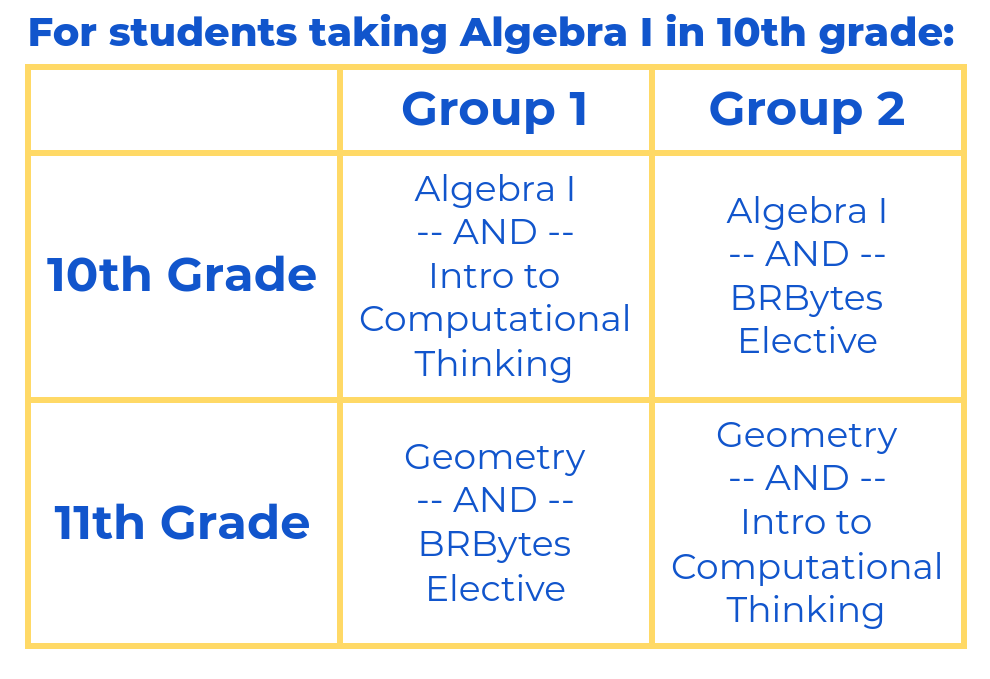 For students taking Algebra I in 10th grade:
Group 1
Group 2
10th Grade
Algebra I
-- AND --
Intro to
Computational
Thinking
Algebra I
-- AND --
BRBytes
Elective
11th Grade
Geometry
-- AND --
BRBytes
Elective
Geometry
-- AND --
Intro to
Computational
Thinking